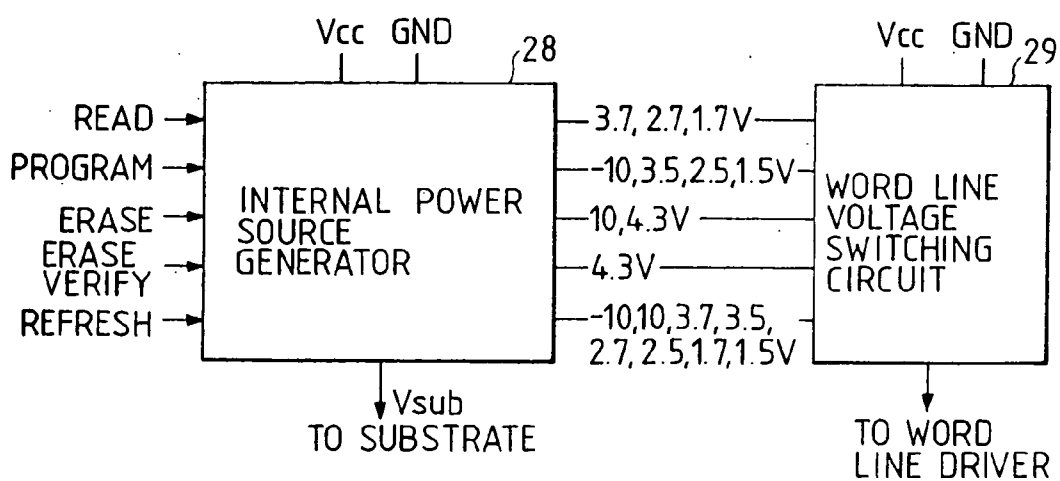 Vcc GND
28
Vcc GND
29
READ
3.7, 2.7, 1.7V
PROGRAM
-10, 3.5, 2.5, 1.5V
ERASE
10, 4.3V
ERASE
VERIFY
4.3V
REFRESH
-10, 10, 3.7, 3.5,
2.7, 2.5, 1.7, 1.5V
INTERNAL POWER
SOURCE
GENERATOR
WORD LINE
VOLTAGE
SWITCHING
CIRCUIT
Vsub
TO SUBSTRATE
TO WORD
LINE DRIVER